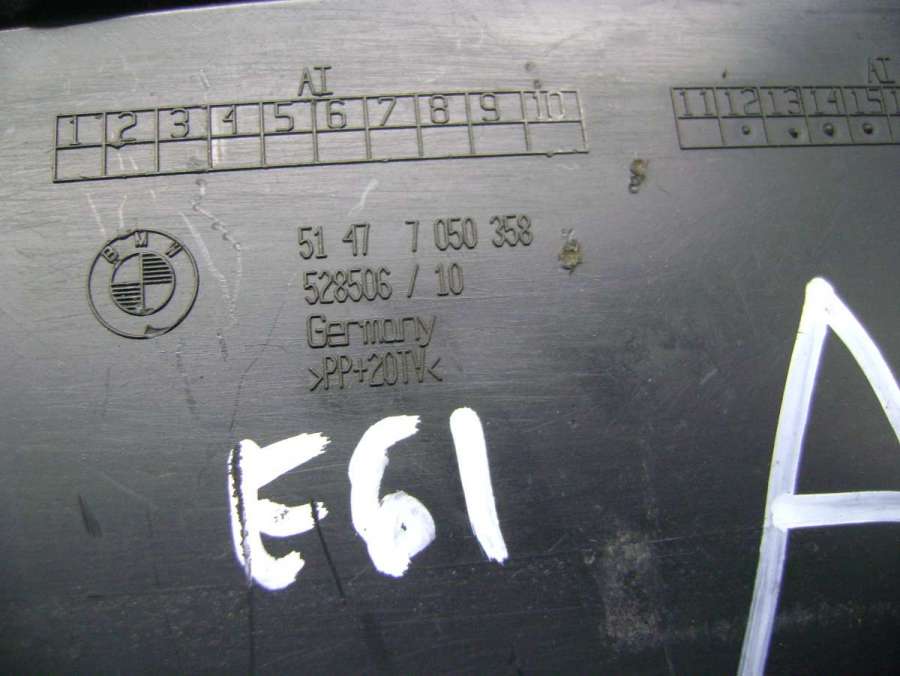 AI AI
1 2 3 4 5 6 7 8 9 10 11 12 13 14 15
BMW
51 47 7 050 358
528506 / 10
Germany
>PP+20TV<
E61 A